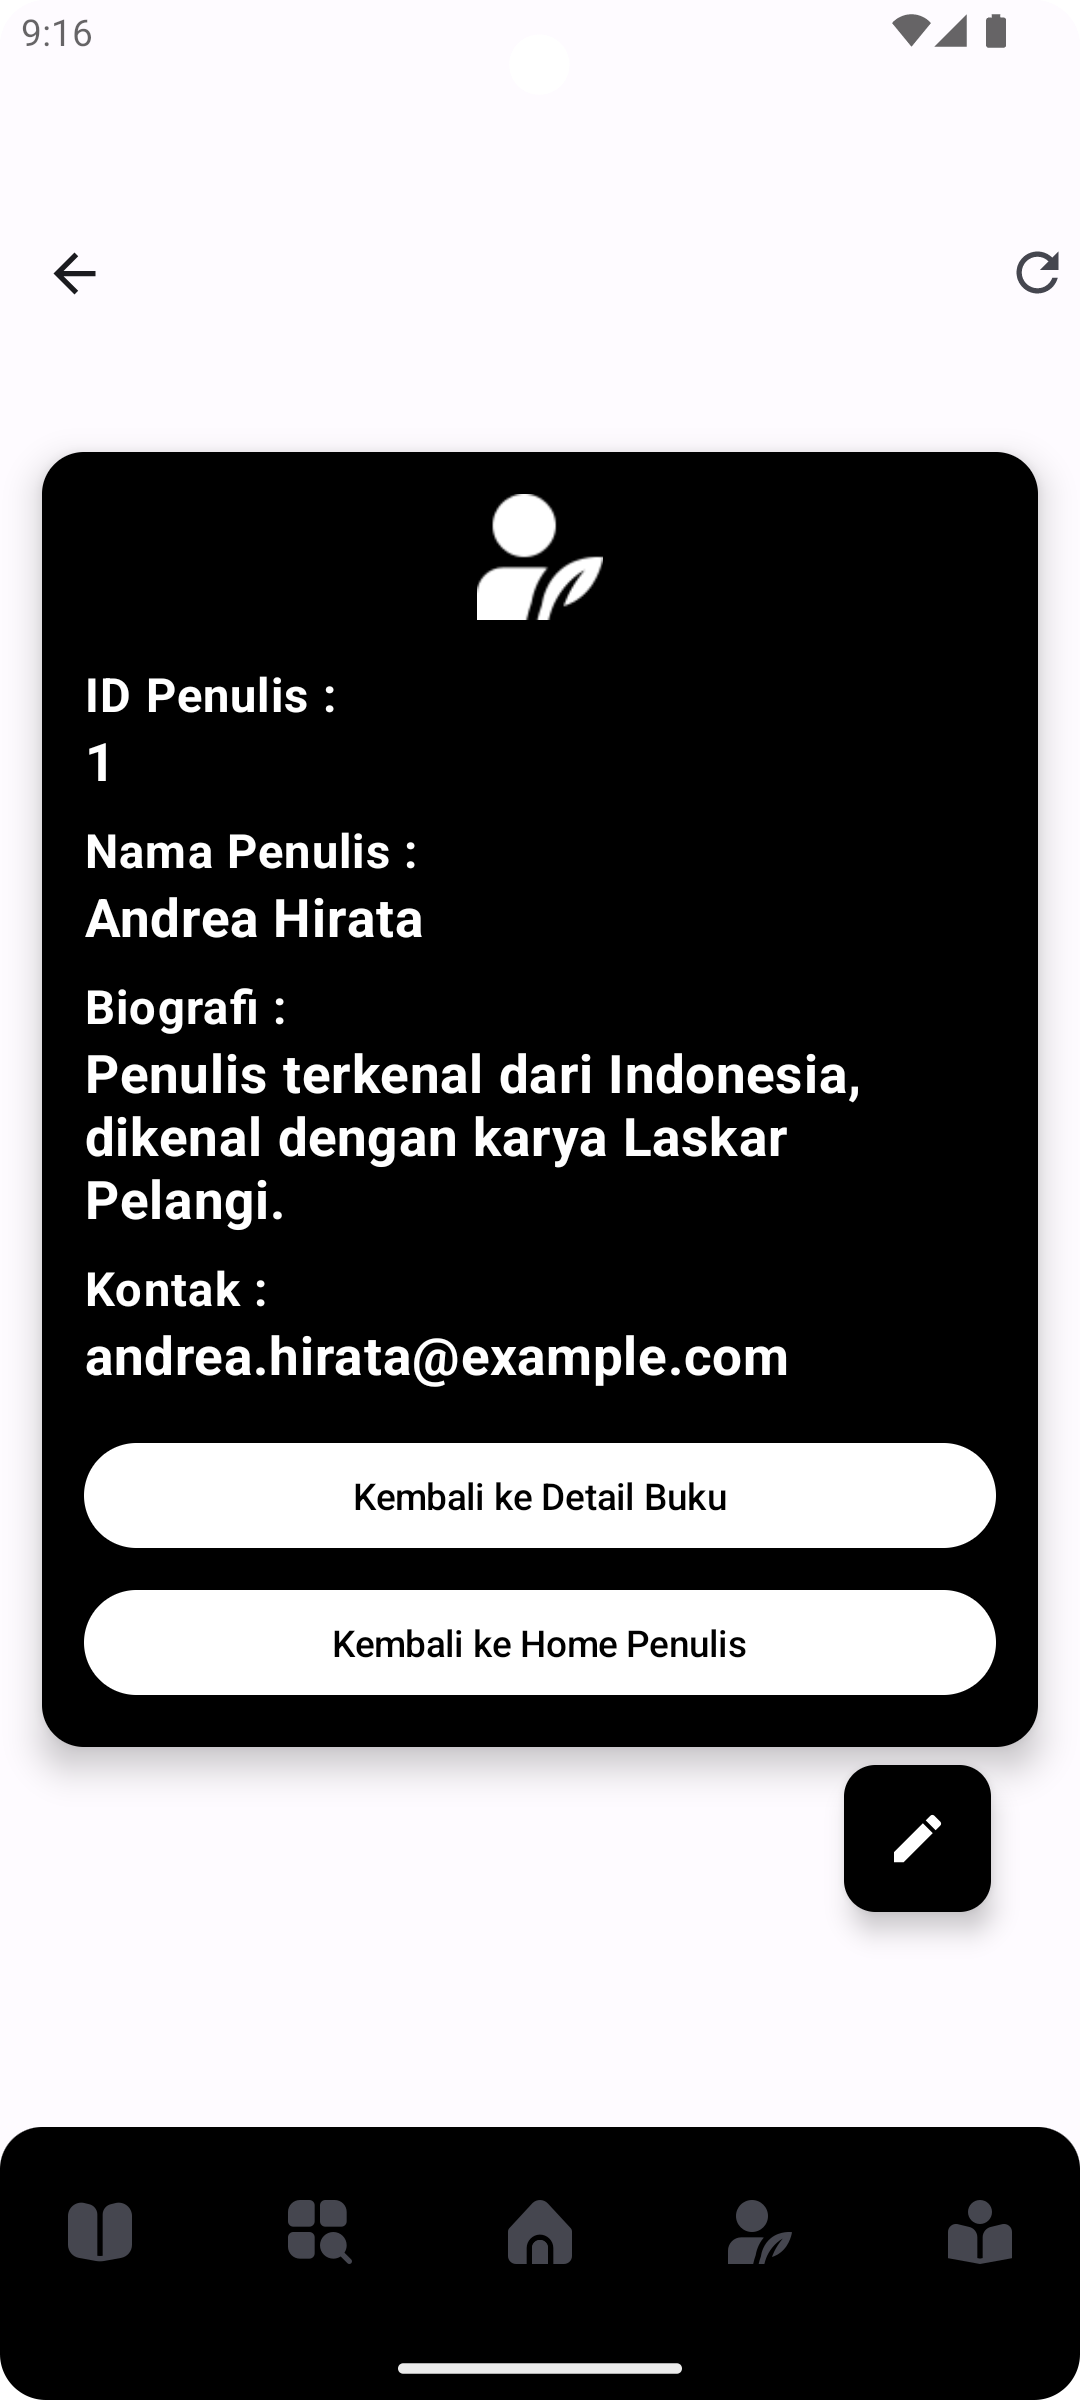 9:16
ID Penulis :
1
Nama Penulis :
Andrea Hirata
Biografi :
Penulis terkenal dari Indonesia,
dikenal dengan karya Laskar
Pelangi.
Kontak :
andrea.hirata@example.com
Kembali ke Detail Buku
Kembali ke Home Penulis